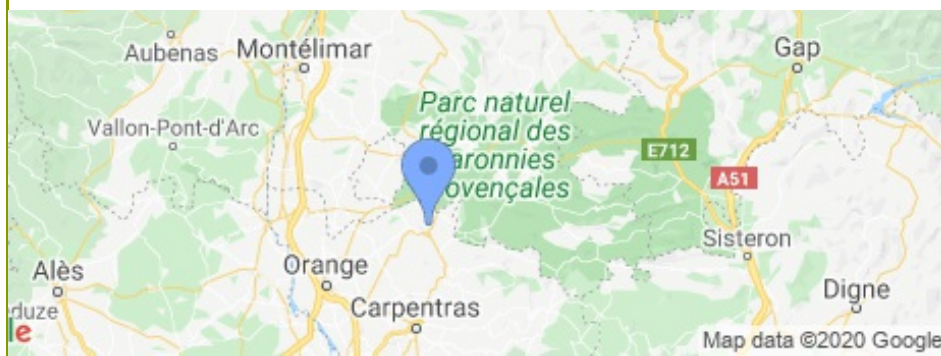 Aubenas
Montélimar
Gap
Parc naturel
régional des
aronnies
ovençales
Vallon-Pont-d'Arc
E712
A51
Sisteron
Alès
Orange
Carpentras
Digne
duze
le
Map data ©2020 Google